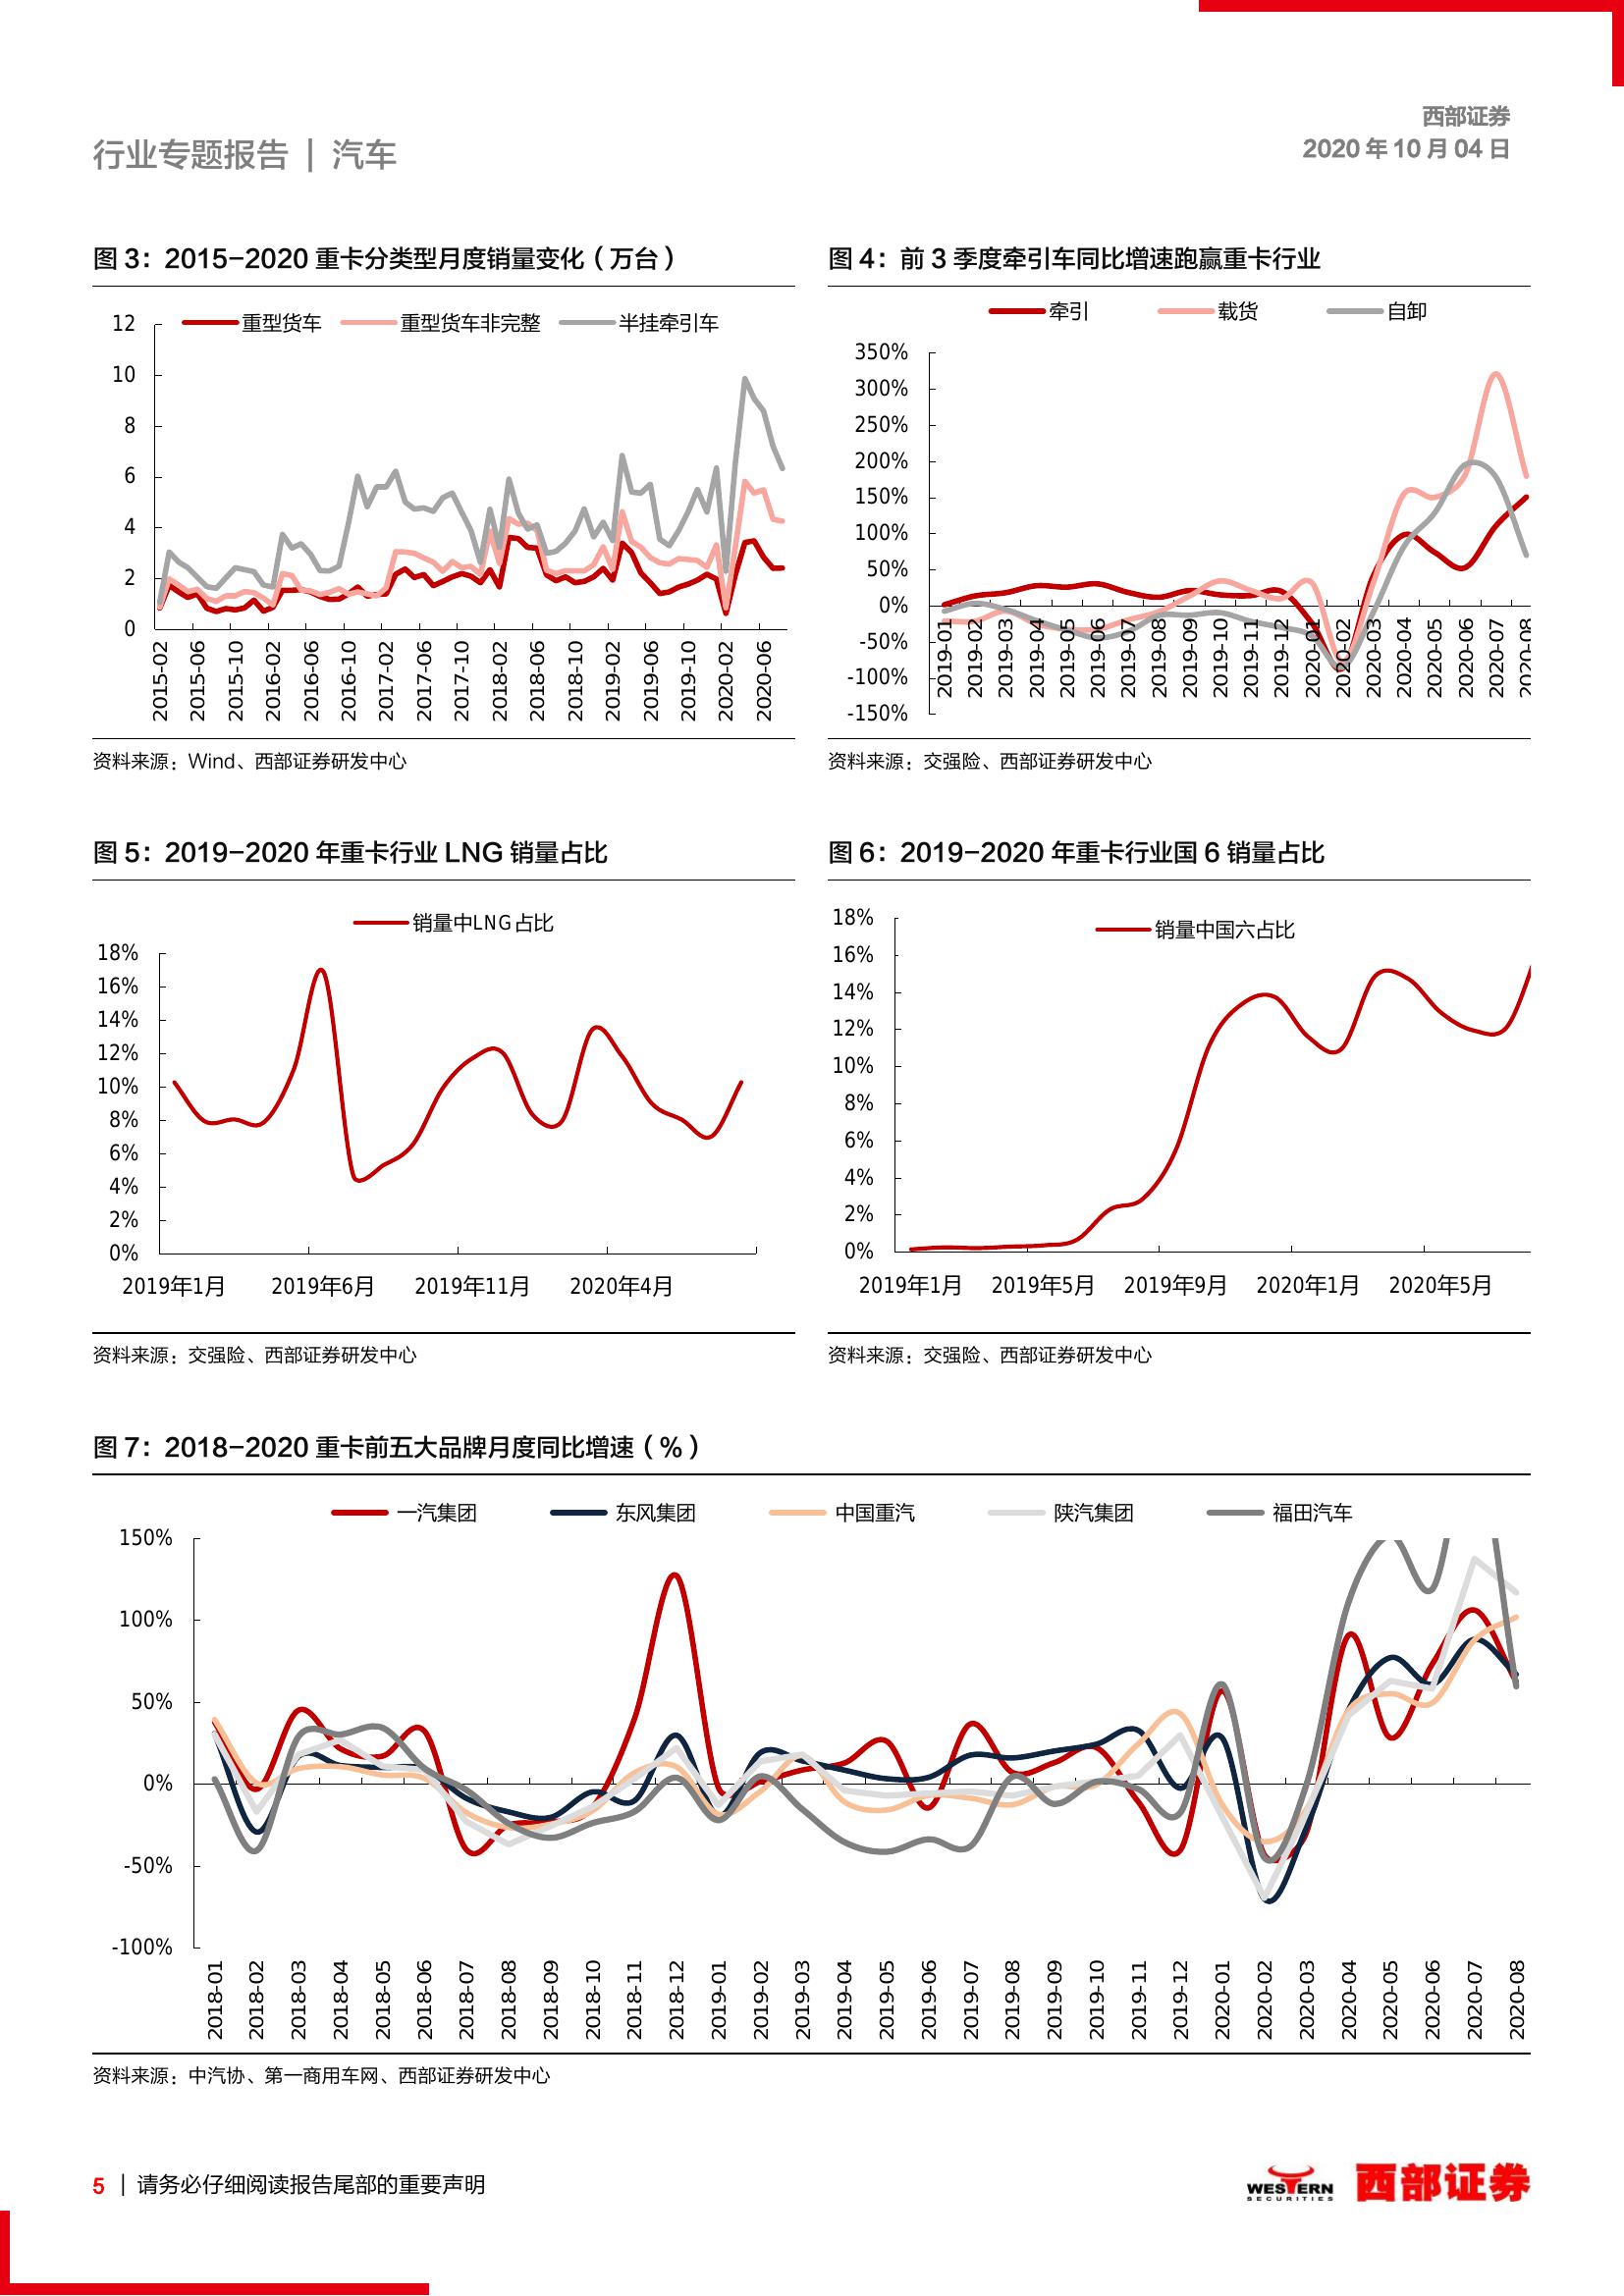 西部证券
行业专题报告 | 汽车
2020 年 10 月 04 日
图 3：2015-2020 重卡分类型月度销量变化（万台）
重型货车 重型货车非完整 半挂牵引车
12
10
8
6
4
2
0
2015-02 2015-06 2015-10 2016-02 2016-06 2016-10 2017-02 2017-06 2017-10 2018-02 2018-06 2018-10 2019-02 2019-06 2019-10 2020-02 2020-06
资料来源：Wind、西部证券研发中心
图 4：前 3 季度牵引车同比增速跑赢重卡行业
牵引 载货 自卸
350%
300%
250%
200%
150%
100%
50%
0%
-50%
-100%
-150%
2019-01 2019-02 2019-03 2019-04 2019-05 2019-06 2019-07 2019-08 2019-09 2019-10 2019-11 2019-12 2020-01 2020-02 2020-03 2020-04 2020-05 2020-06 2020-07 2020-08
资料来源：交强险、西部证券研发中心
图 5：2019-2020 年重卡行业 LNG 销量占比
销量中LNG占比
18%
16%
14%
12%
10%
8%
6%
4%
2%
0%
2019年1月 2019年6月 2019年11月 2020年4月
资料来源：交强险、西部证券研发中心
图 6：2019-2020 年重卡行业国 6 销量占比
销量中国六占比
18%
16%
14%
12%
10%
8%
6%
4%
2%
0%
2019年1月 2019年5月 2019年9月 2020年1月 2020年5月
资料来源：交强险、西部证券研发中心
图 7：2018-2020 重卡前五大品牌月度同比增速（%）
一汽集团 东风集团 中国重汽 陕汽集团 福田汽车
150%
100%
50%
0%
-50%
-100%
2018-01 2018-02 2018-03 2018-04 2018-05 2018-06 2018-07 2018-08 2018-09 2018-10 2018-11 2018-12 2019-01 2019-02 2019-03 2019-04 2019-05 2019-06 2019-07 2019-08 2019-09 2019-10 2019-11 2019-12 2020-01 2020-02 2020-03 2020-04 2020-05 2020-06 2020-07 2020-08
资料来源：中汽协、第一商用车网、西部证券研发中心
5 | 请务必仔细阅读报告尾部的重要声明
WESTERN
SECURITIES
西部证券